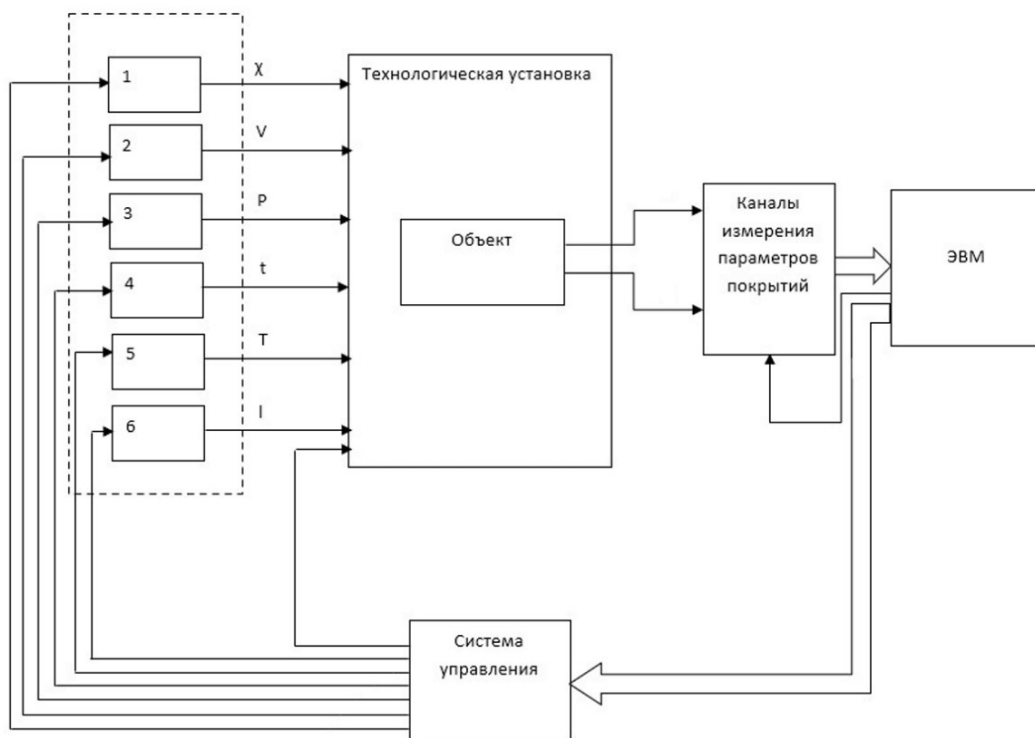 1
χ
Технологическая установка
2
V
3
P
Объект
Каналы
измерения
параметров
покрытий
ЭВМ
4
t
5
T
6
I
Система
управления